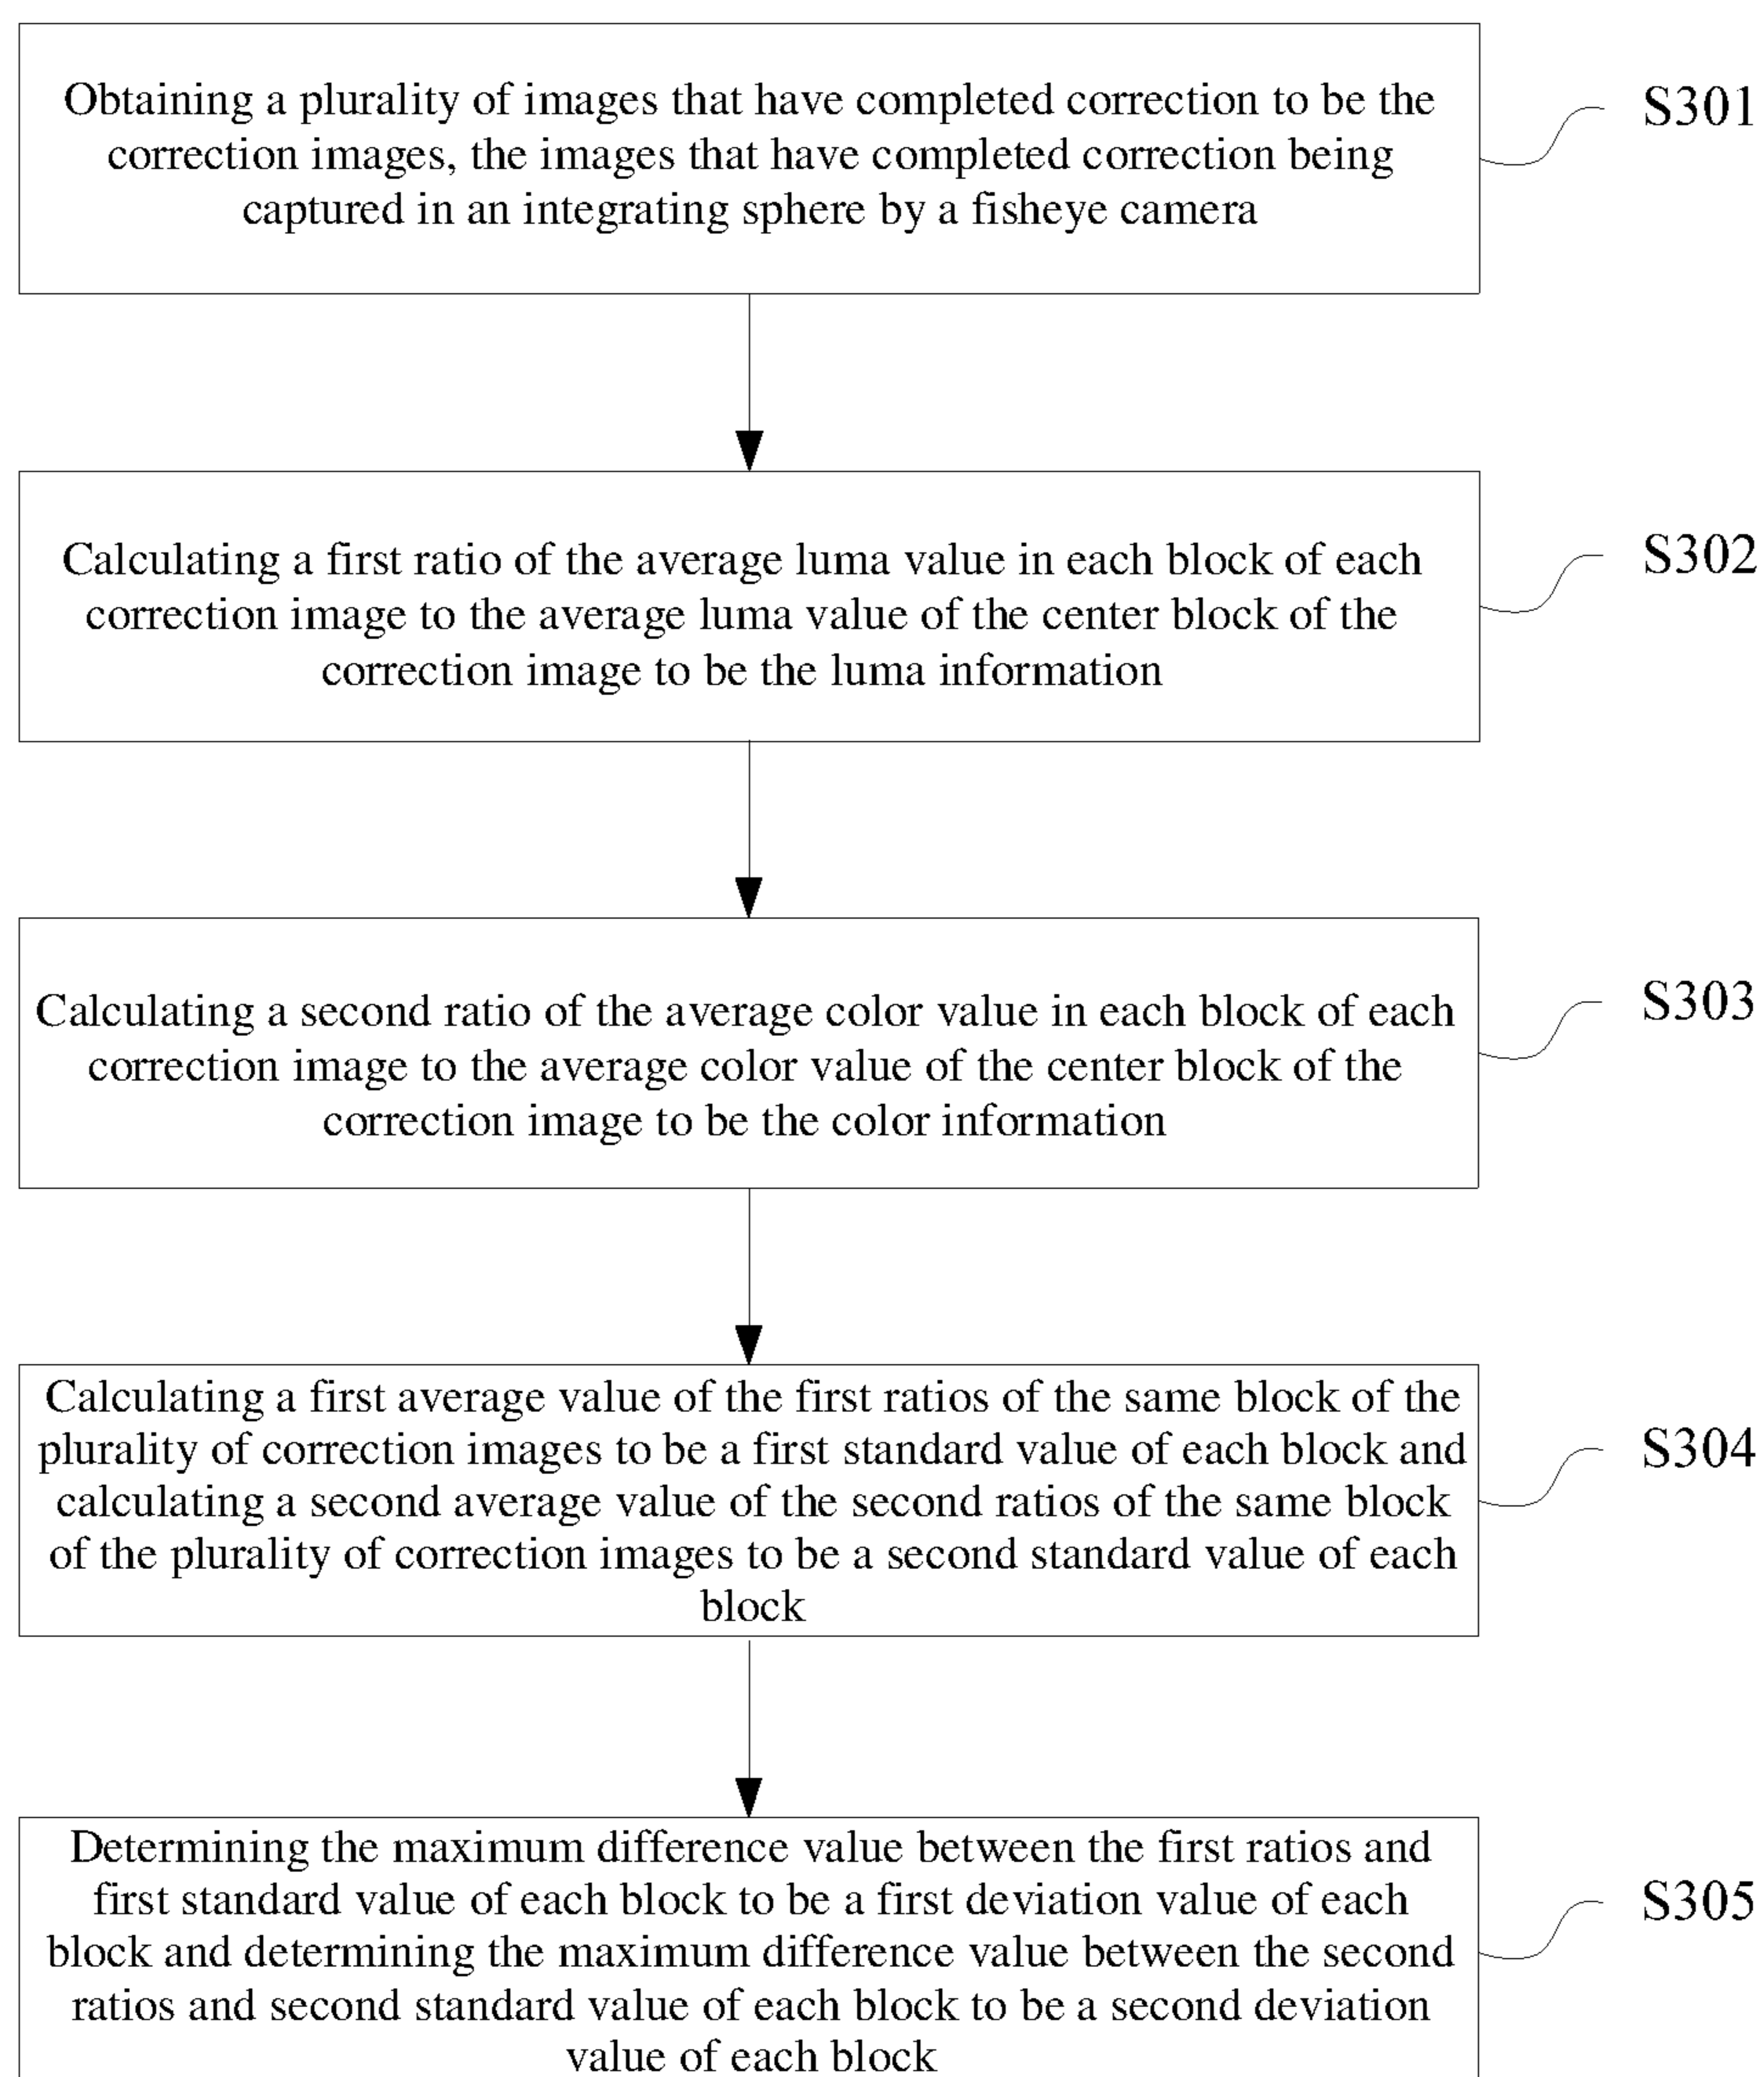 Obtaining a plurality of images that have completed correction to be the
correction images, the images that have completed correction being
captured in an integrating sphere by a fisheye camera
S301
Calculating a first ratio of the average luma value in each block of each
correction image to the average luma value of the center block of the
correction image to be the luma information
S302
Calculating a second ratio of the average color value in each block of each
correction image to the average color value of the center block of the
correction image to be the color information
S303
Calculating a first average value of the first ratios of the same block of the
plurality of correction images to be a first standard value of each block and
calculating a second average value of the second ratios of the same block
of the plurality of correction images to be a second standard value of each
block
S304
Determining the maximum difference value between the first ratios and
first standard value of each block to be a first deviation value of each
block and determining the maximum difference value between the second
ratios and second standard value of each block to be a second deviation
value of each block
S305